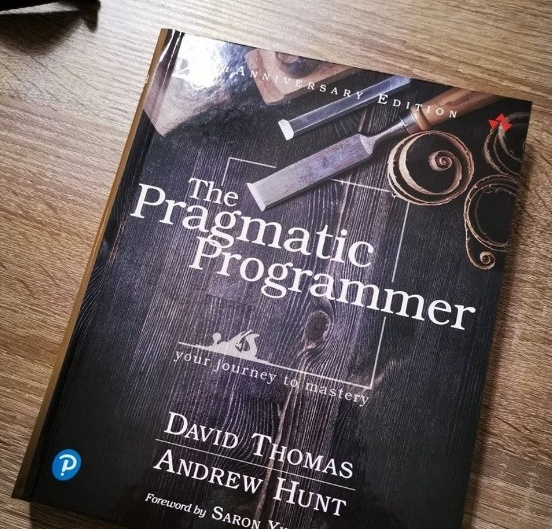 Anniversary Edition
The
Pragmatic
Programmer
your journey to mastery
David Thomas
Andrew Hunt
Foreword by Saron